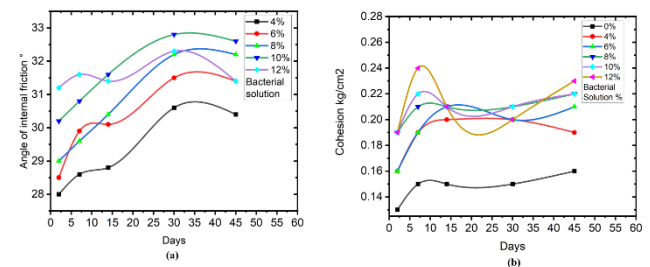 33
32
31
30
29
28
Angle of internal friction °
4%
6%
8%
10%
12%
Bacterial
solution
0 5 10 15 20 25 30 35 40 45 50 55 60
Days
(a)
0.28
0.26
0.24
0.22
0.20
0.18
0.16
0.14
Cohesion kg/cm2
0%
4%
6%
8%
10%
12%
Bacterial
Solution %
0 5 10 15 20 25 30 35 40 45 50 55 60
Days
(b)